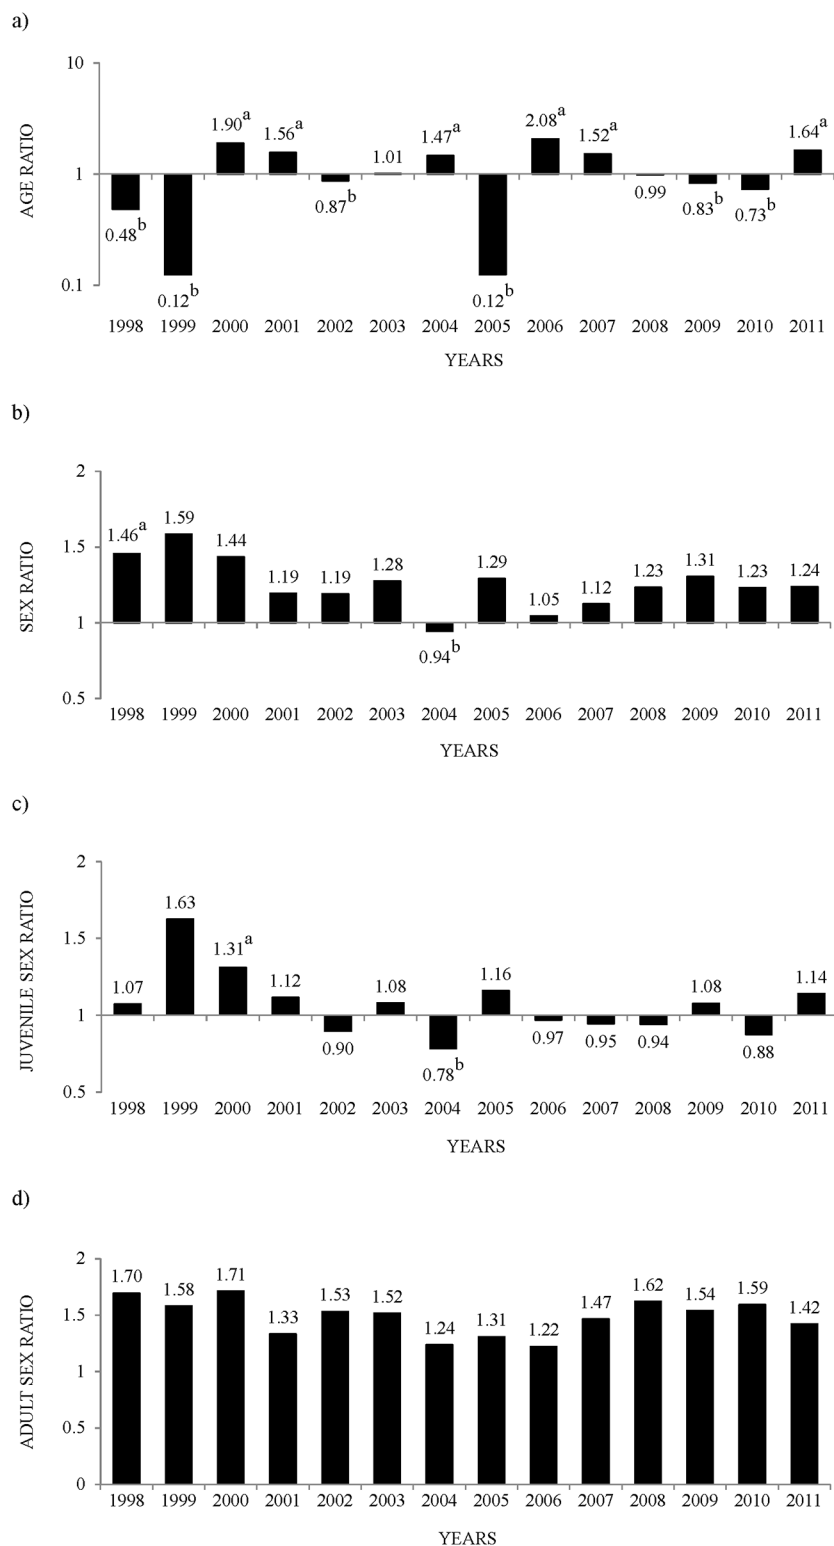 a)
10
1
0.1
AGE RATIO
0.48b
0.12b
1.90a
1.56a
0.87b
1.01
1.47a
0.12b
2.08a
1.52a
0.99
0.83b
0.73b
1.64a
1998 1999 2000 2001 2002 2003 2004 2005 2006 2007 2008 2009 2010 2011
YEARS
b)
2
1.5
1
0.5
SEX RATIO
1.46a
1.59
1.44
1.19
1.19
1.28
0.94b
1.29
1.05
1.12
1.23
1.31
1.23
1.24
1998 1999 2000 2001 2002 2003 2004 2005 2006 2007 2008 2009 2010 2011
YEARS
c)
2
1.5
1
0.5
JUVENILE SEX RATIO
1.07
1.63
1.31a
1.12
0.90
1.08
0.78b
1.16
0.97
0.95
0.94
1.08
0.88
1.14
1998 1999 2000 2001 2002 2003 2004 2005 2006 2007 2008 2009 2010 2011
YEARS
d)
2
1.5
1
0.5
0
ADULT SEX RATIO
1.70
1.58
1.71
1.33
1.53
1.52
1.24
1.31
1.22
1.47
1.62
1.54
1.59
1.42
1998 1999 2000 2001 2002 2003 2004 2005 2006 2007 2008 2009 2010 2011
YEARS